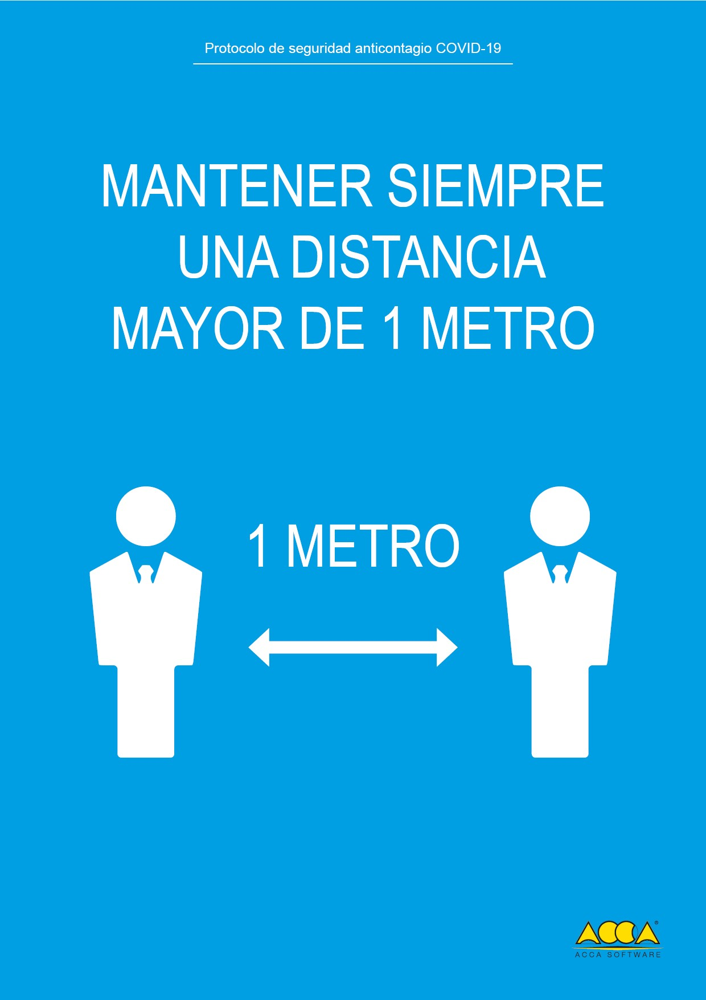 Protocolo de seguridad anticontagio COVID-19
MANTENER SIEMPRE
UNA DISTANCIA
MAYOR DE 1 METRO
1 METRO
ACCA®
ACCA SOFTWARE